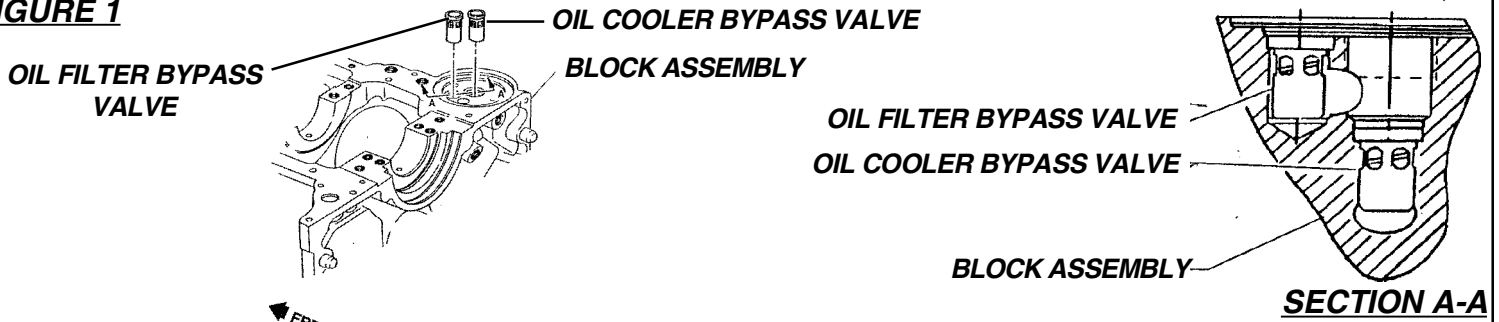 FIGURE 1
OIL COOLER BYPASS VALVE
OIL FILTER BYPASS
VALVE
BLOCK ASSEMBLY
A
A
OIL FILTER BYPASS VALVE
OIL COOLER BYPASS VALVE
BLOCK ASSEMBLY
SECTION A-A